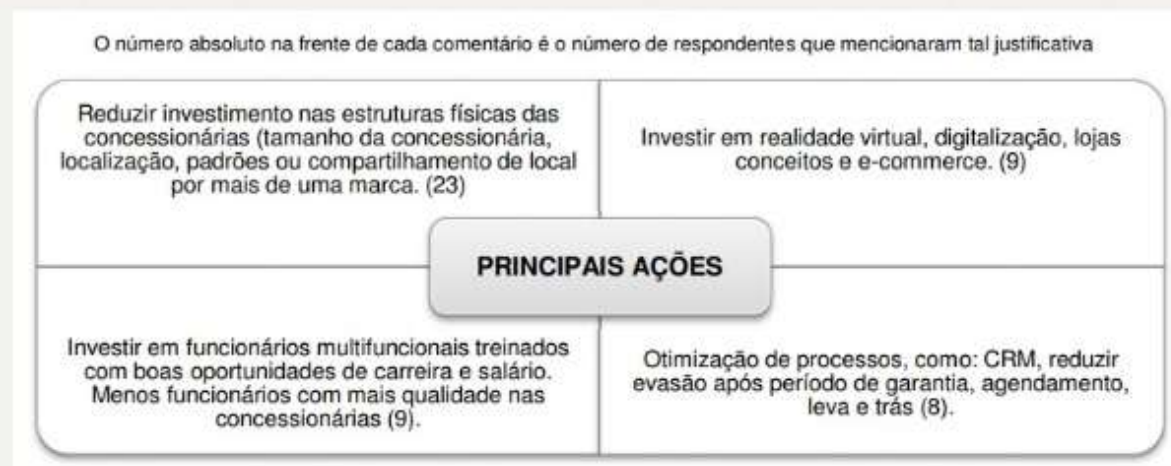 O número absoluto na frente de cada comentário é o número de respondentes que mencionaram tal justificativa
Reduzir investimento nas estruturas físicas das
concessionárias (tamanho da concessionária,
localização, padrões ou compartilhamento de local
por mais de uma marca. (23)
Investir em realidade virtual, digitalização, lojas
conceitos e e-commerce. (9)
PRINCIPAIS AÇÕES
Investir em funcionários multifuncionais treinados
com boas oportunidades de carreira e salário.
Menos funcionários com mais qualidade nas
concessionárias (9).
Otimização de processos, como: CRM, reduzir
evasão após período de garantia, agendamento,
leva e trás (8).